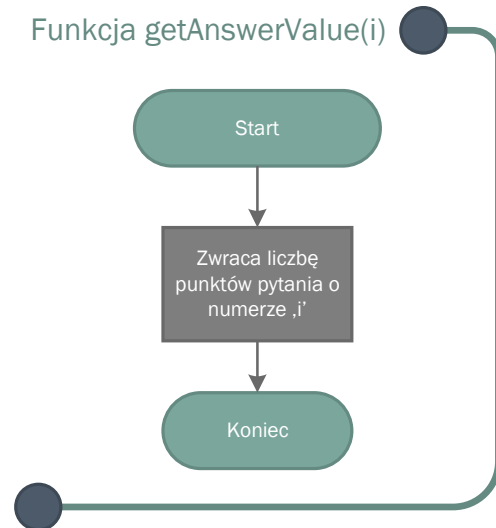 Funkcja getAnswerValue(i)
Start
Zwraca liczbę
punktów pytania o
numerze ‚i’
Koniec